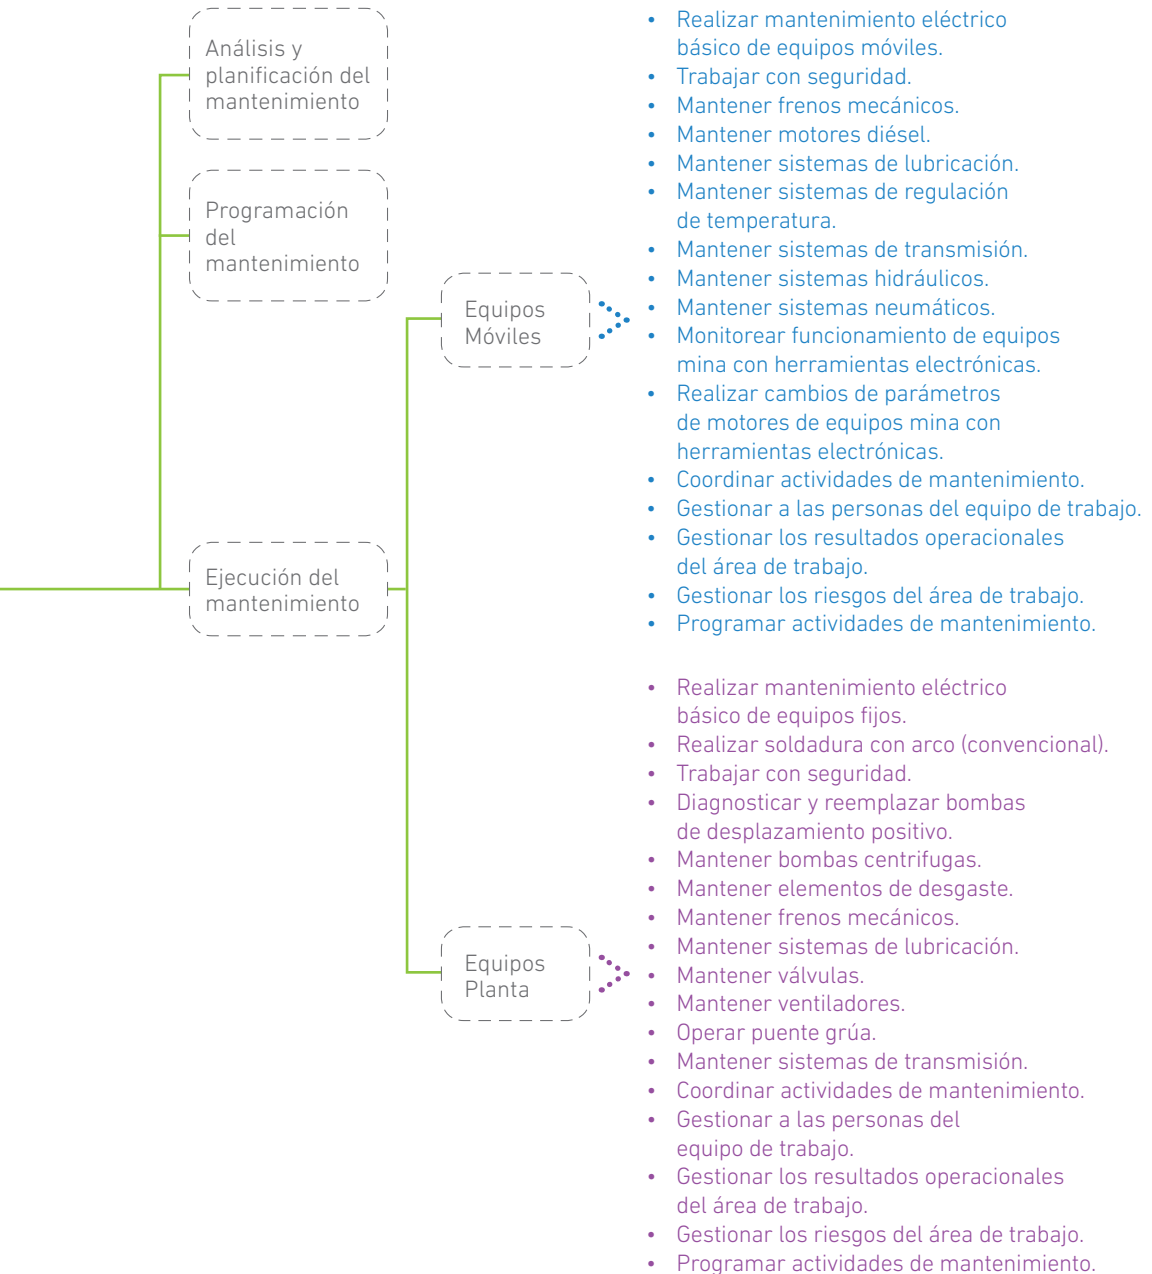 Análisis y
planificación del
mantenimiento
Programación
del
mantenimiento
Ejecución del
mantenimiento
Equipos
Móviles
• Realizar mantenimiento eléctrico
básico de equipos móviles.
• Trabajar con seguridad.
• Mantener frenos mecánicos.
• Mantener motores diésel.
• Mantener sistemas de lubricación.
• Mantener sistemas de regulación
de temperatura.
• Mantener sistemas de transmisión.
• Mantener sistemas hidráulicos.
• Mantener sistemas neumáticos.
• Monitorear funcionamiento de equipos
mina con herramientas electrónicas.
• Realizar cambios de parámetros
de motores de equipos mina con
herramientas electrónicas.
• Coordinar actividades de mantenimiento.
• Gestionar a las personas del equipo de trabajo.
• Gestionar los resultados operacionales
del área de trabajo.
• Gestionar los riesgos del área de trabajo.
• Programar actividades de mantenimiento.
Equipos
Planta
• Realizar mantenimiento eléctrico
básico de equipos fijos.
• Realizar soldadura con arco (convencional).
• Trabajar con seguridad.
• Diagnosticar y reemplazar bombas
de desplazamiento positivo.
• Mantener bombas centrifugas.
• Mantener elementos de desgaste.
• Mantener frenos mecánicos.
• Mantener sistemas de lubricación.
• Mantener válvulas.
• Mantener ventiladores.
• Operar puente grúa.
• Mantener sistemas de transmisión.
• Coordinar actividades de mantenimiento.
• Gestionar a las personas del
equipo de trabajo.
• Gestionar los resultados operacionales
del área de trabajo.
• Gestionar los riesgos del área de trabajo.
• Programar actividades de mantenimiento.